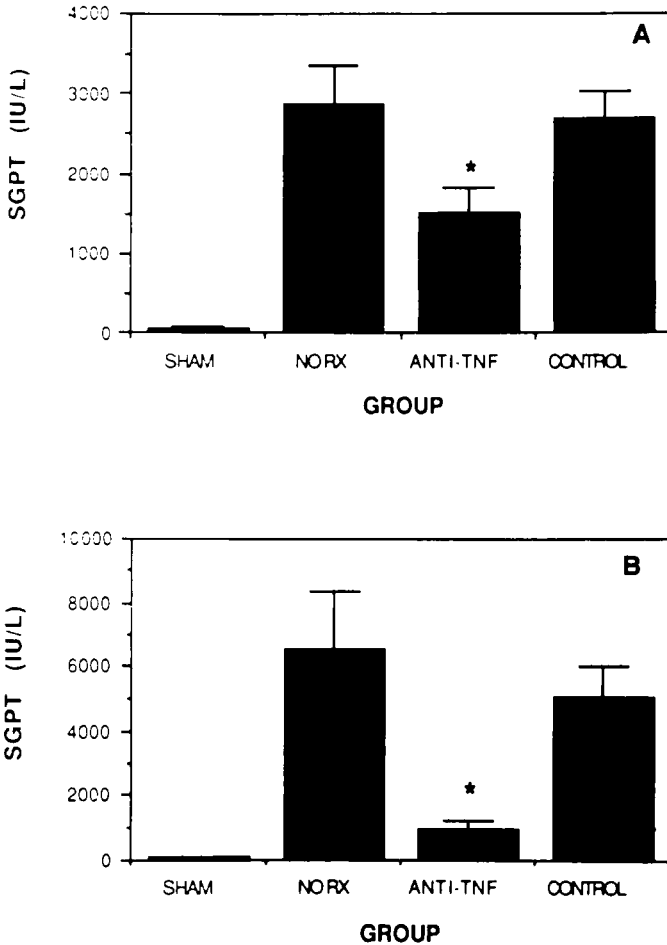 A
SGPT (IU/L)
4000
3000
2000
1000
0
*
SHAM NO RX ANTI-TNF CONTROL
GROUP
B
SGPT (IU/L)
10000
8000
6000
4000
2000
0
*
SHAM NO RX ANTI-TNF CONTROL
GROUP